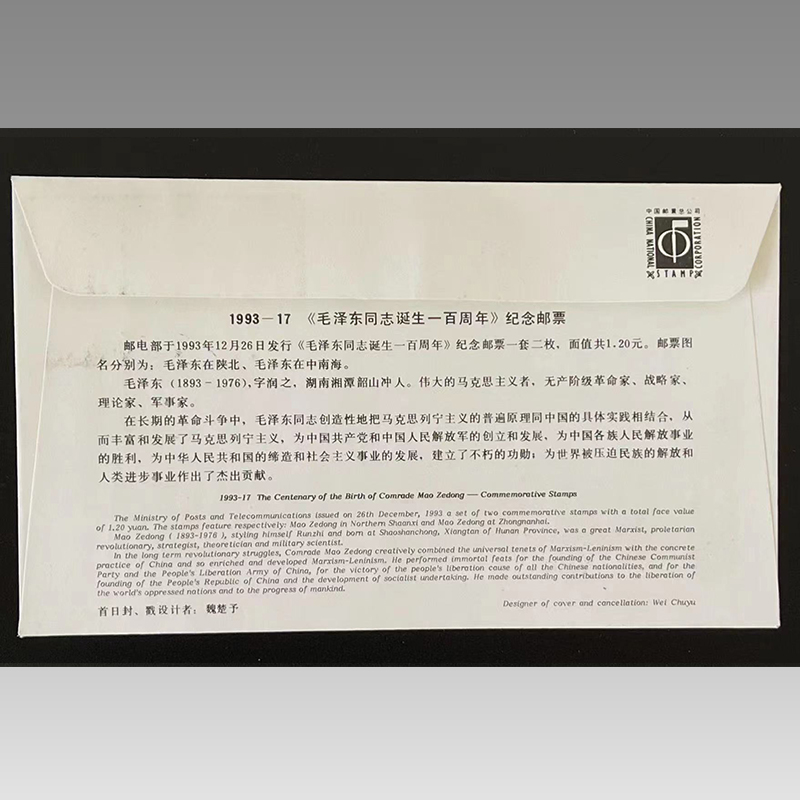 中国邮票总公司
CHINA NATIONAL
STAMP
CORPORATION
1993－17 《毛泽东同志诞生一百周年》纪念邮票
邮电部于1993年12月26日发行《毛泽东同志诞生一百周年》纪念邮票一套二枚，面值共1.20元。邮票图
名分别为：毛泽东在陕北、毛泽东在中南海。
毛泽东（1893－1976），字润之，湖南湘潭韶山冲人。伟大的马克思主义者，无产阶级革命家、战略家、
理论家、军事家。
在长期的革命斗争中，毛泽东同志创造性地把马克思列宁主义的普遍原理同中国的具体实践相结合，从
而丰富和发展了马克思列宁主义，为中国共产党和中国人民解放军的创立和发展，为中国各族人民解放事业
的胜利，为中华人民共和国的缔造和社会主义事业的发展，建立了不朽的功勋；为世界被压迫民族的解放和
人类进步事业作出了杰出贡献。
1993-17 The Centenary of the Birth of Comrade Mao Zedong — Commemorative Stamps
The Ministry of Posts and Telecommunications issued on 26th December, 1993 a set of two commemorative stamps with a total face value
of 1.20 yuan. The stamps feature respectively: Mao Zedong in Northern Shaanxi and Mao Zedong at Zhongnanhai.
Mao Zedong ( 1893-1976 ), styling himself Runzhi and born at Shaoshanchong, Xiangtan of Hunan Province, was a great Marxist, proletarian
revolutionary, strategist, theoretician and military scientist.
In the long term revolutionary struggles, Comrade Mao Zedong creatively combined the universal tenets of Marxism-Leninism with the concrete
practice of China and so enriched and developed Marxism-Leninism. He performed immortal feats for the founding of the Chinese Communist
Party and the People's Liberation Army of China, for the victory of the people's liberation cause of all the Chinese nationalities, and for the
founding of the People's Republic of China and the development of socialist undertaking. He made outstanding contributions to the liberation of
the world's oppressed nations and to the progress of mankind.
首日封、戳设计者：魏楚予
Designer of cover and cancellation: Wei Chuyu